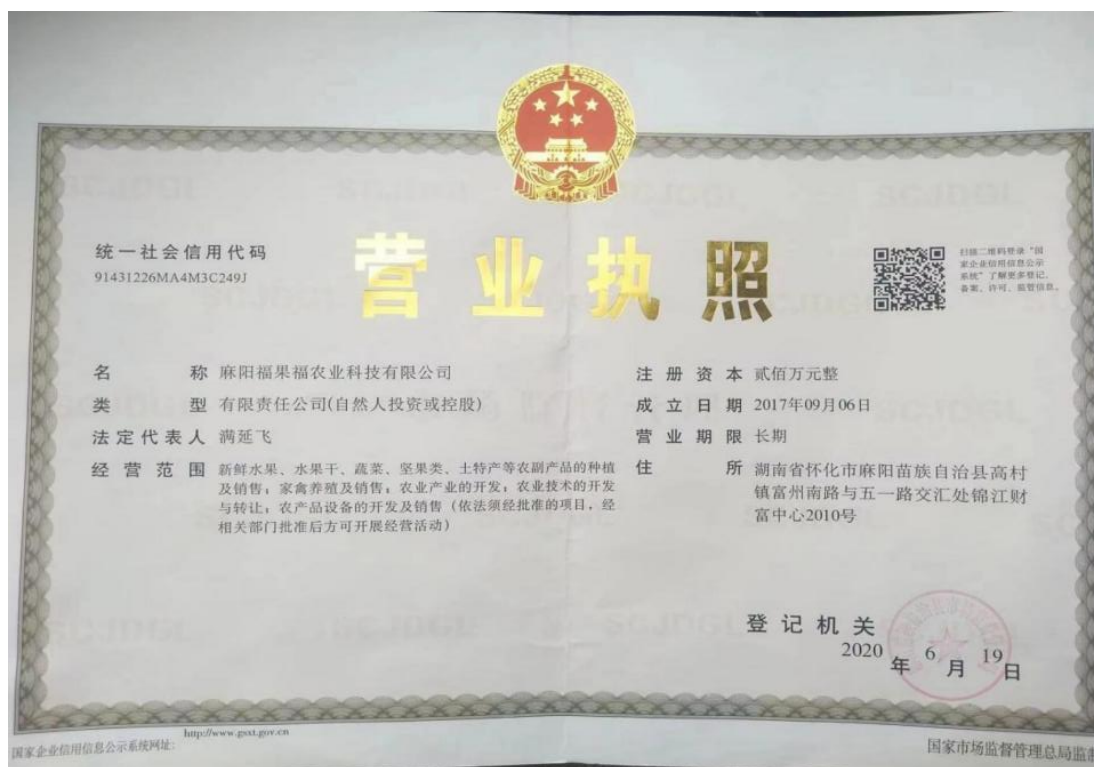 统一社会信用代码
91431226MA4M3C249J
营业执照
扫描二维码登录“国
家企业信用信息公示
系统”了解更多登记、
备案、许可、监管信息。
名称 麻阳福果福农业科技有限公司
类型 有限责任公司(自然人投资或控股)
法定代表人 满延飞
经营范围 新鲜水果、水果干、蔬菜、坚果类、土特产等农副产品的种植
及销售；家禽养殖及销售；农业产业的开发；农业技术的开发
与转让；农产品设备的开发及销售（依法须经批准的项目，经
相关部门批准后方可开展经营活动）
注册资本 贰佰万元整
成立日期 2017年09月06日
营业期限 长期
住所 湖南省怀化市麻阳苗族自治县高村
镇富州南路与五一路交汇处锦江财
富中心2010号
登记机关
2020年6月19日
国家企业信用信息公示系统网址: http://www.gsxt.gov.cn
国家市场监督管理总局监制